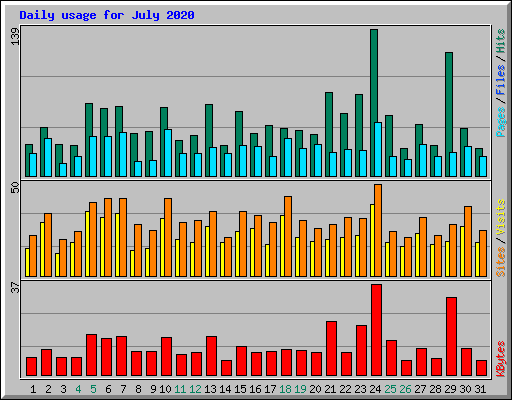 Daily usage for July 2020
139
Pages / Files / Hits
50
Sites / Visits
37
KBytes
1 2 3 4 5 6 7 8 9 10 11 12 13 14 15 16 17 18 19 20 21 22 23 24 25 26 27 28 29 30 31